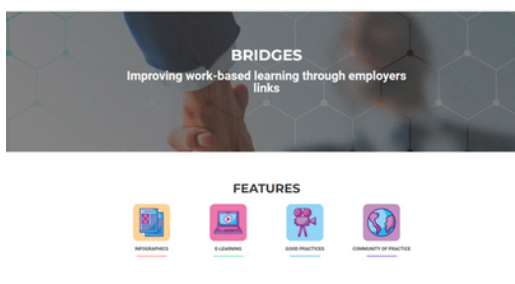 BRIDGES
Improving work-based learning through employers
links
FEATURES
INFOGRAPHICS
E-LEARNING
GOOD PRACTICES
COMMUNITY OF PRACTICE